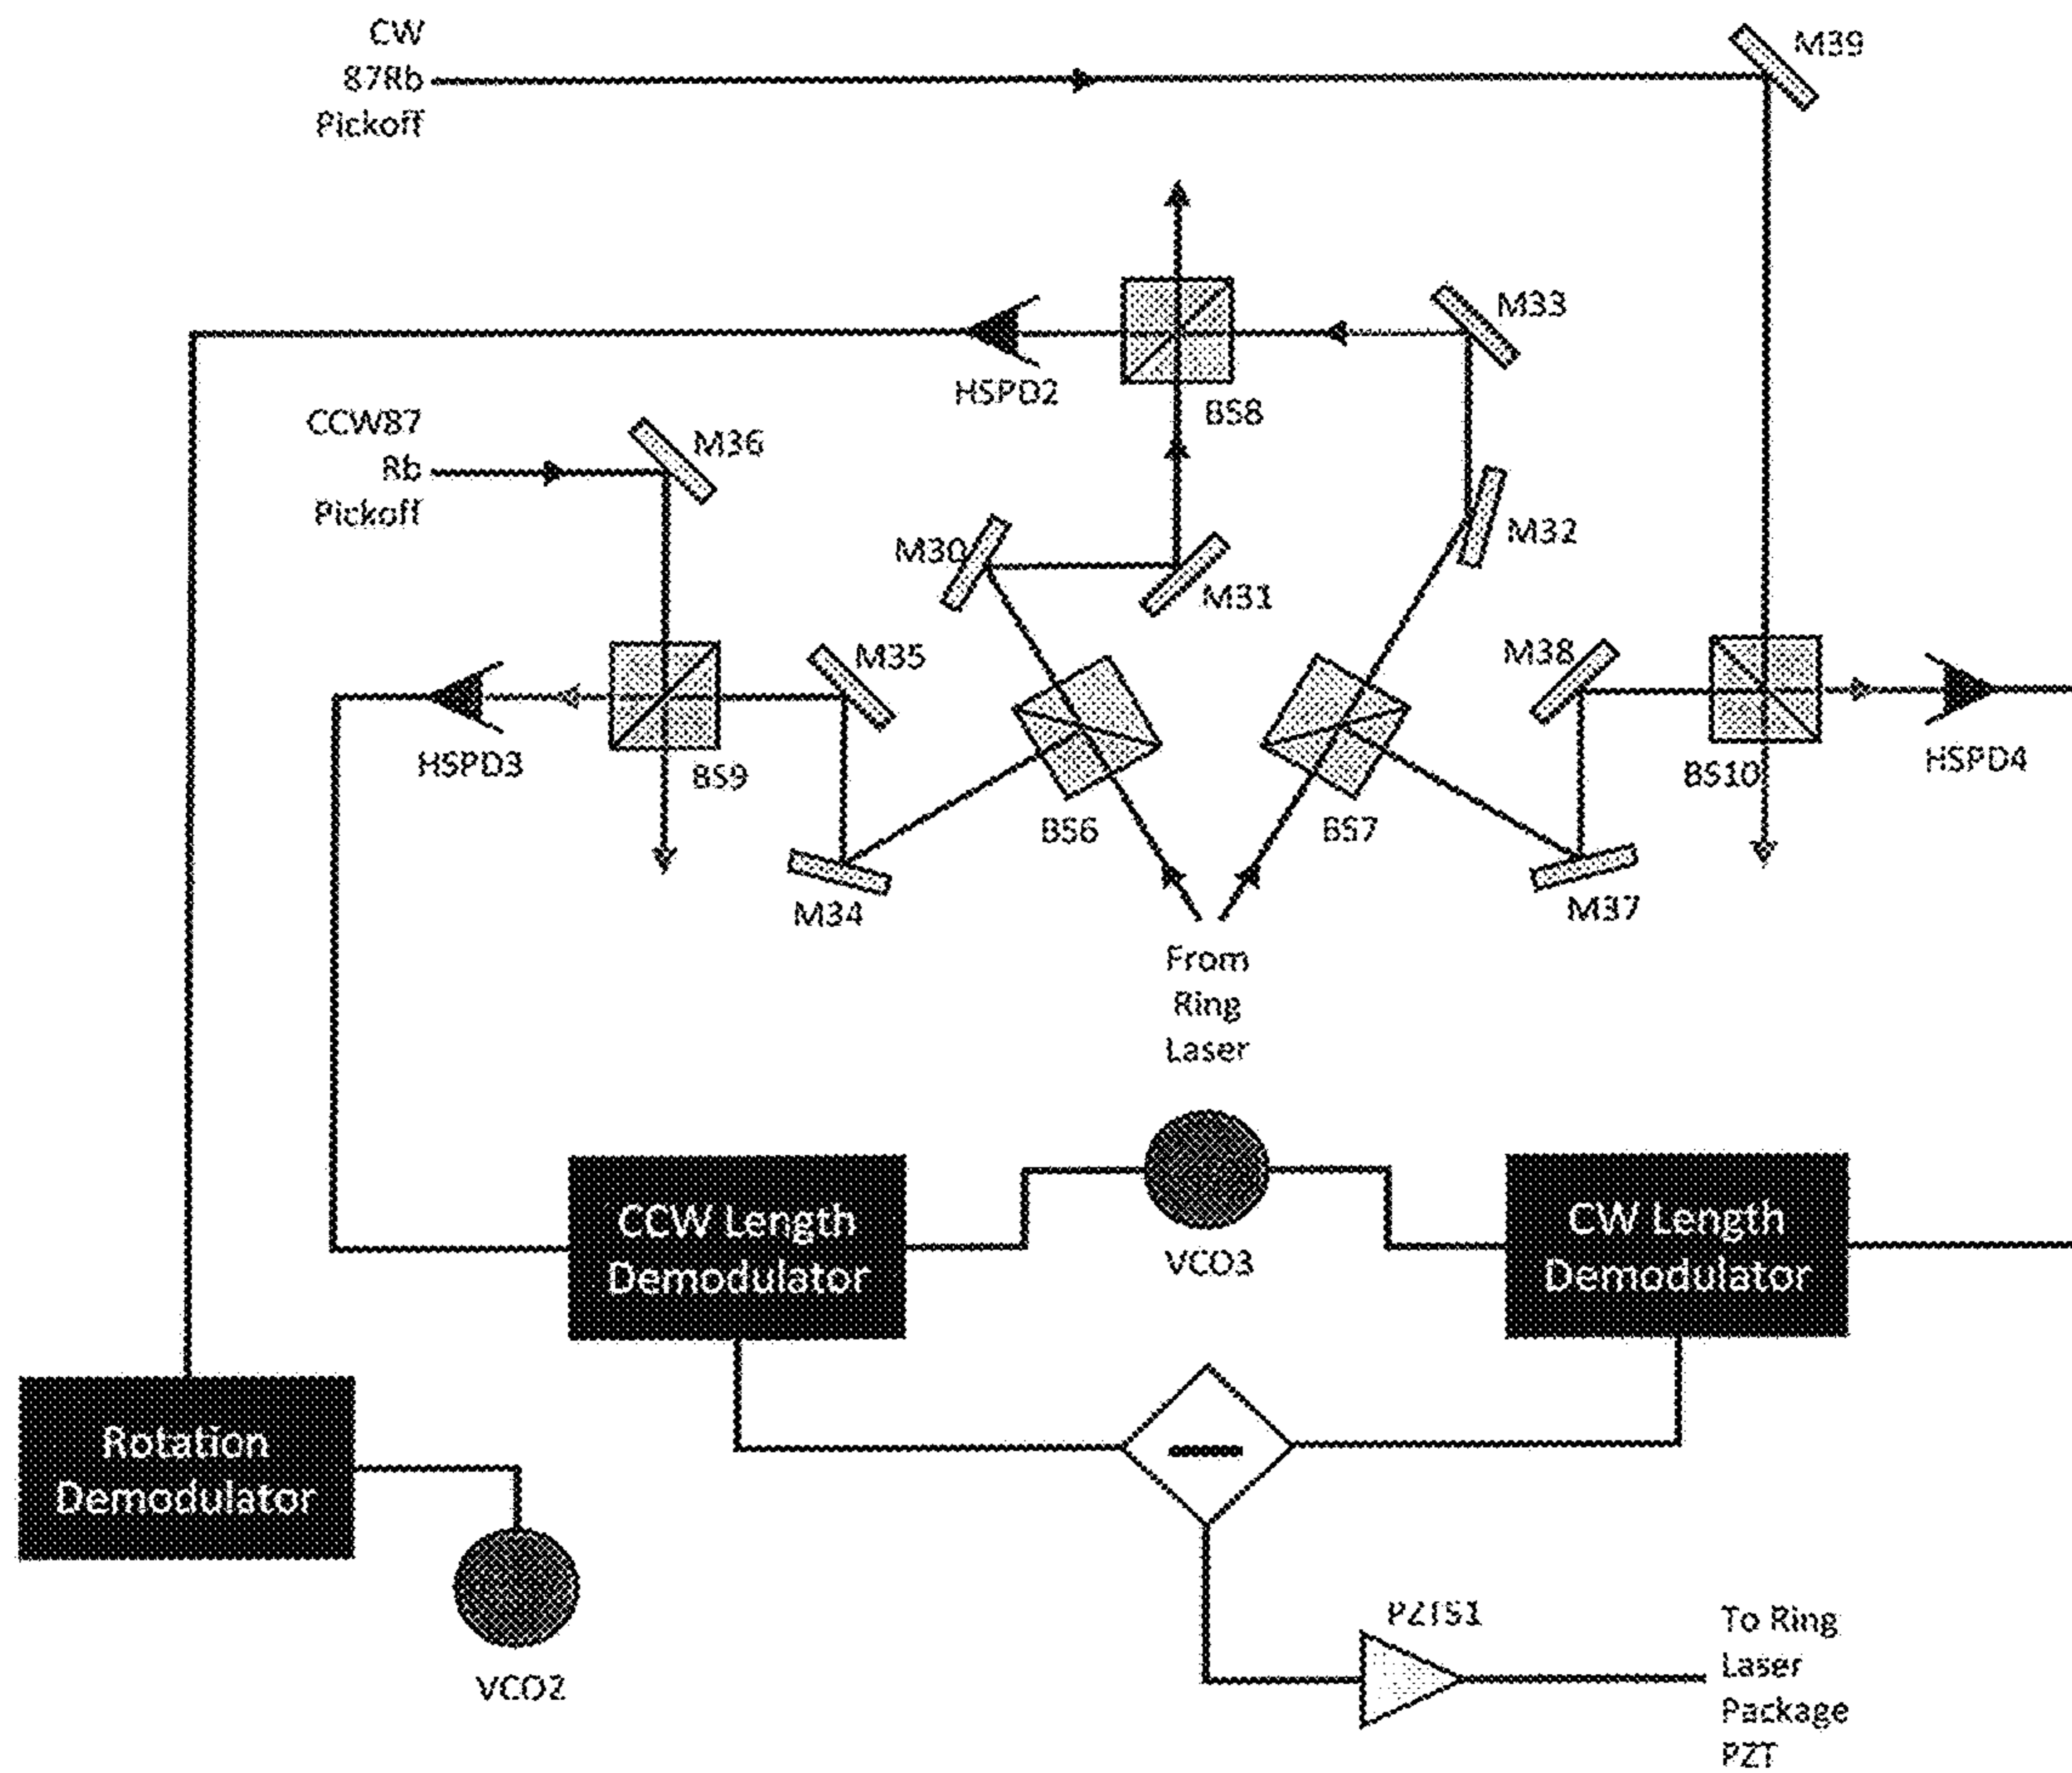 CW
87Rb
Pickoff
M39
M33
HSPD2
BS8
CCW87
Rb
Pickoff
M36
M32
M30
M31
M35
M38
HSPD3
BS9
BS6
BS7
BS10
HSPD4
M34
M37
From
Ring
Laser
CCW Length
Demodulator
VCO3
CW Length
Demodulator
Rotation
Demodulator
VCO2
PZTS1
To Ring
Laser
Package
PZT